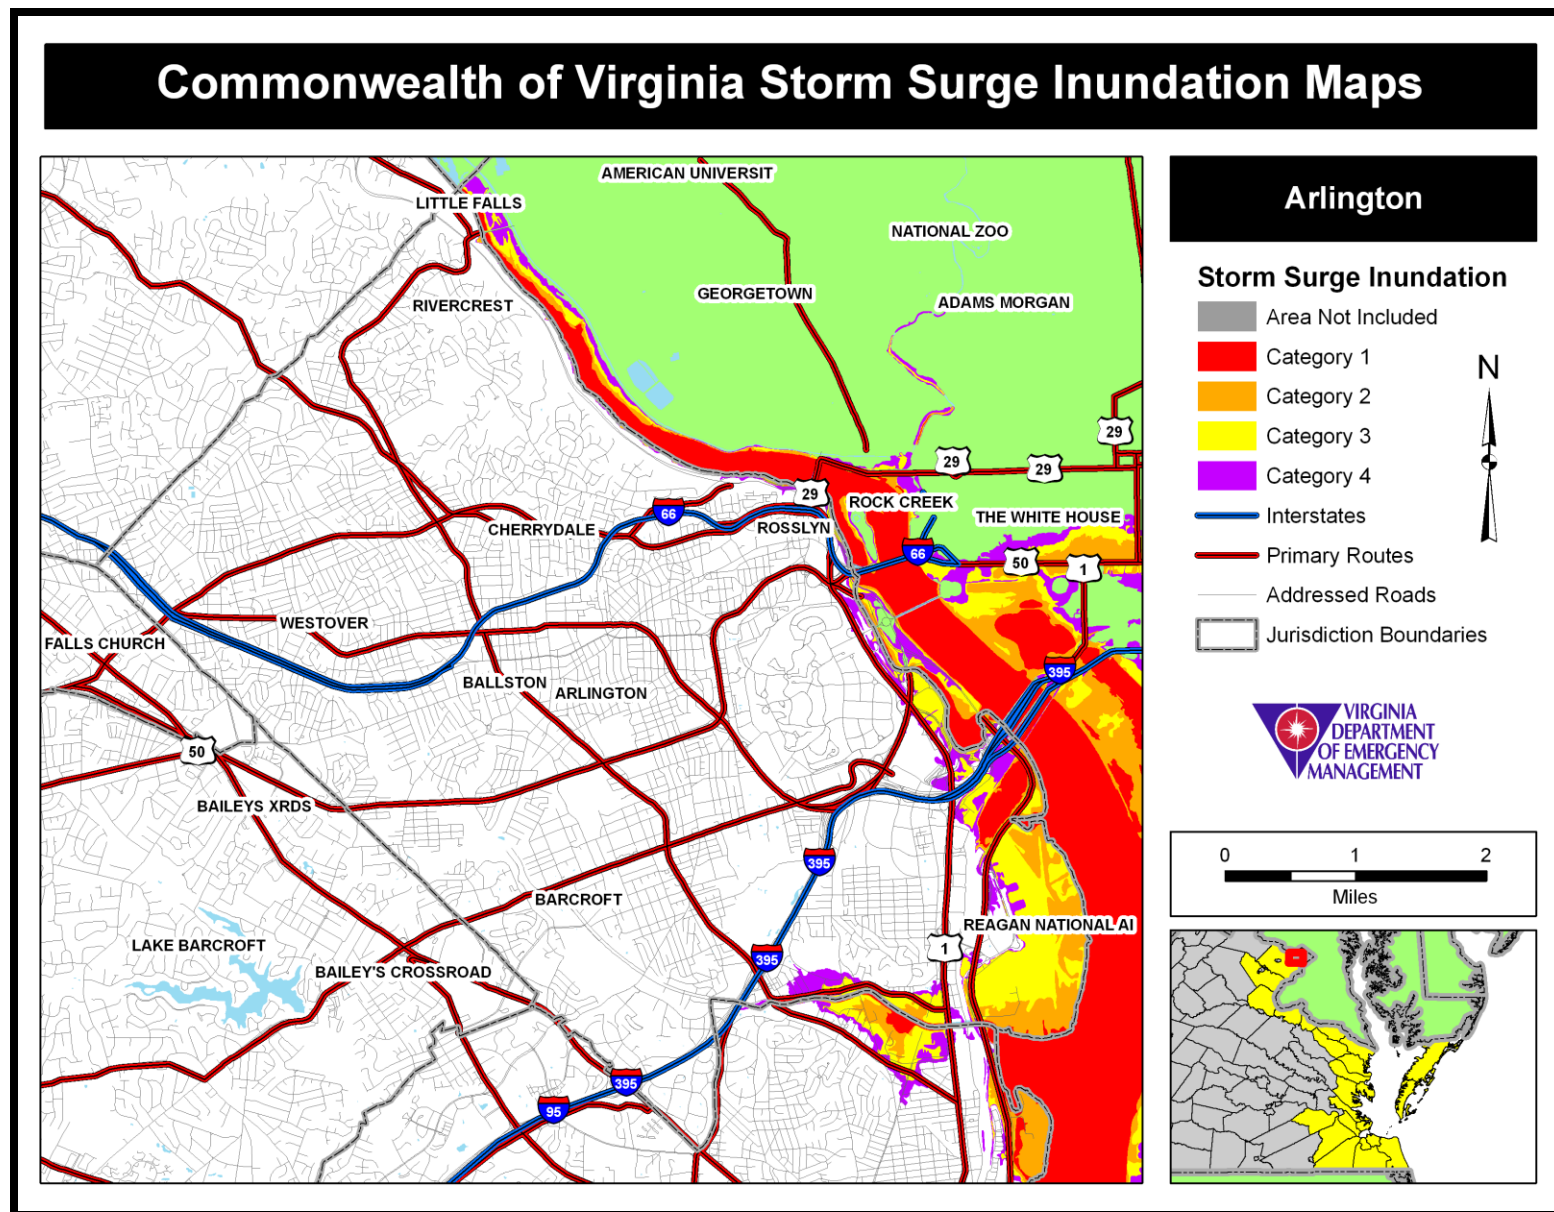 Commonwealth of Virginia Storm Surge Inundation Maps
AMERICAN UNIVERSIT
LITTLE FALLS
NATIONAL ZOO
GEORGETOWN
ADAMS MORGAN
RIVERCREST
29
29
29
29
ROCK CREEK
THE WHITE HOUSE
66
CHERRYDALE
ROSSLYN
66
50
1
WESTOVER
FALLS CHURCH
395
BALLSTON
ARLINGTON
50
BAILEYS XRDS
395
BARCROFT
REAGAN NATIONAL AI
LAKE BARCROFT
1
395
BAILEY'S CROSSROAD
395
95
Arlington
Storm Surge Inundation
Area Not Included
Category 1
Category 2
Category 3
Category 4
Interstates
Primary Routes
Addressed Roads
Jurisdiction Boundaries
N
VIRGINIA
DEPARTMENT
OF EMERGENCY
MANAGEMENT
0 1 2
Miles